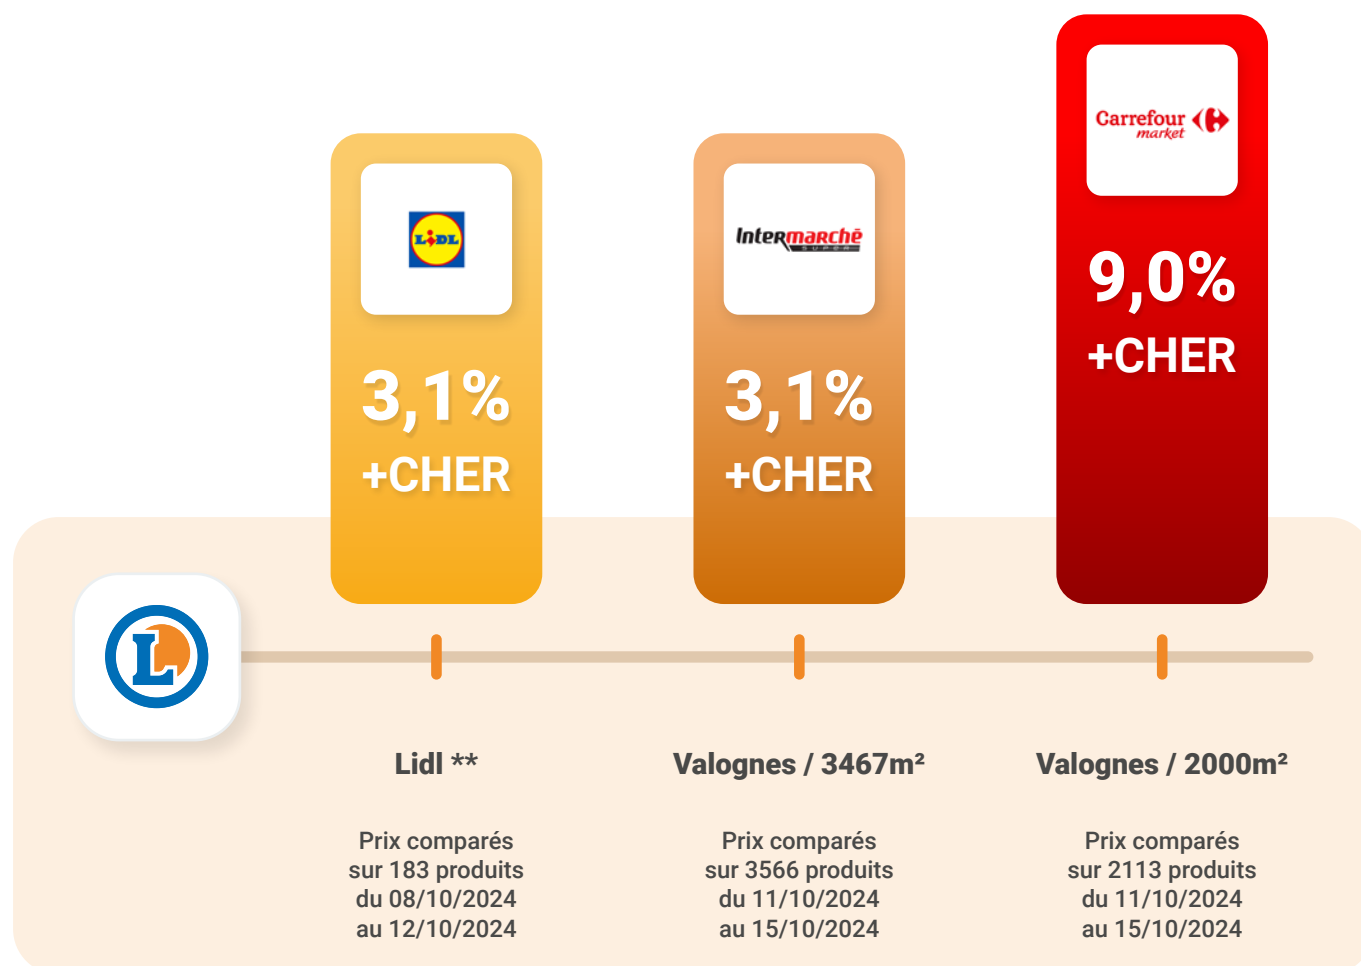 LIDL
3,1%
+CHER
Intermarchē
SUPER
3,1%
+CHER
Carrefour
market
9,0%
+CHER
L
Lidl **
Prix comparés
sur 183 produits
du 08/10/2024
au 12/10/2024
Valognes / 3467m²
Prix comparés
sur 3566 produits
du 11/10/2024
au 15/10/2024
Valognes / 2000m²
Prix comparés
sur 2113 produits
du 11/10/2024
au 15/10/2024